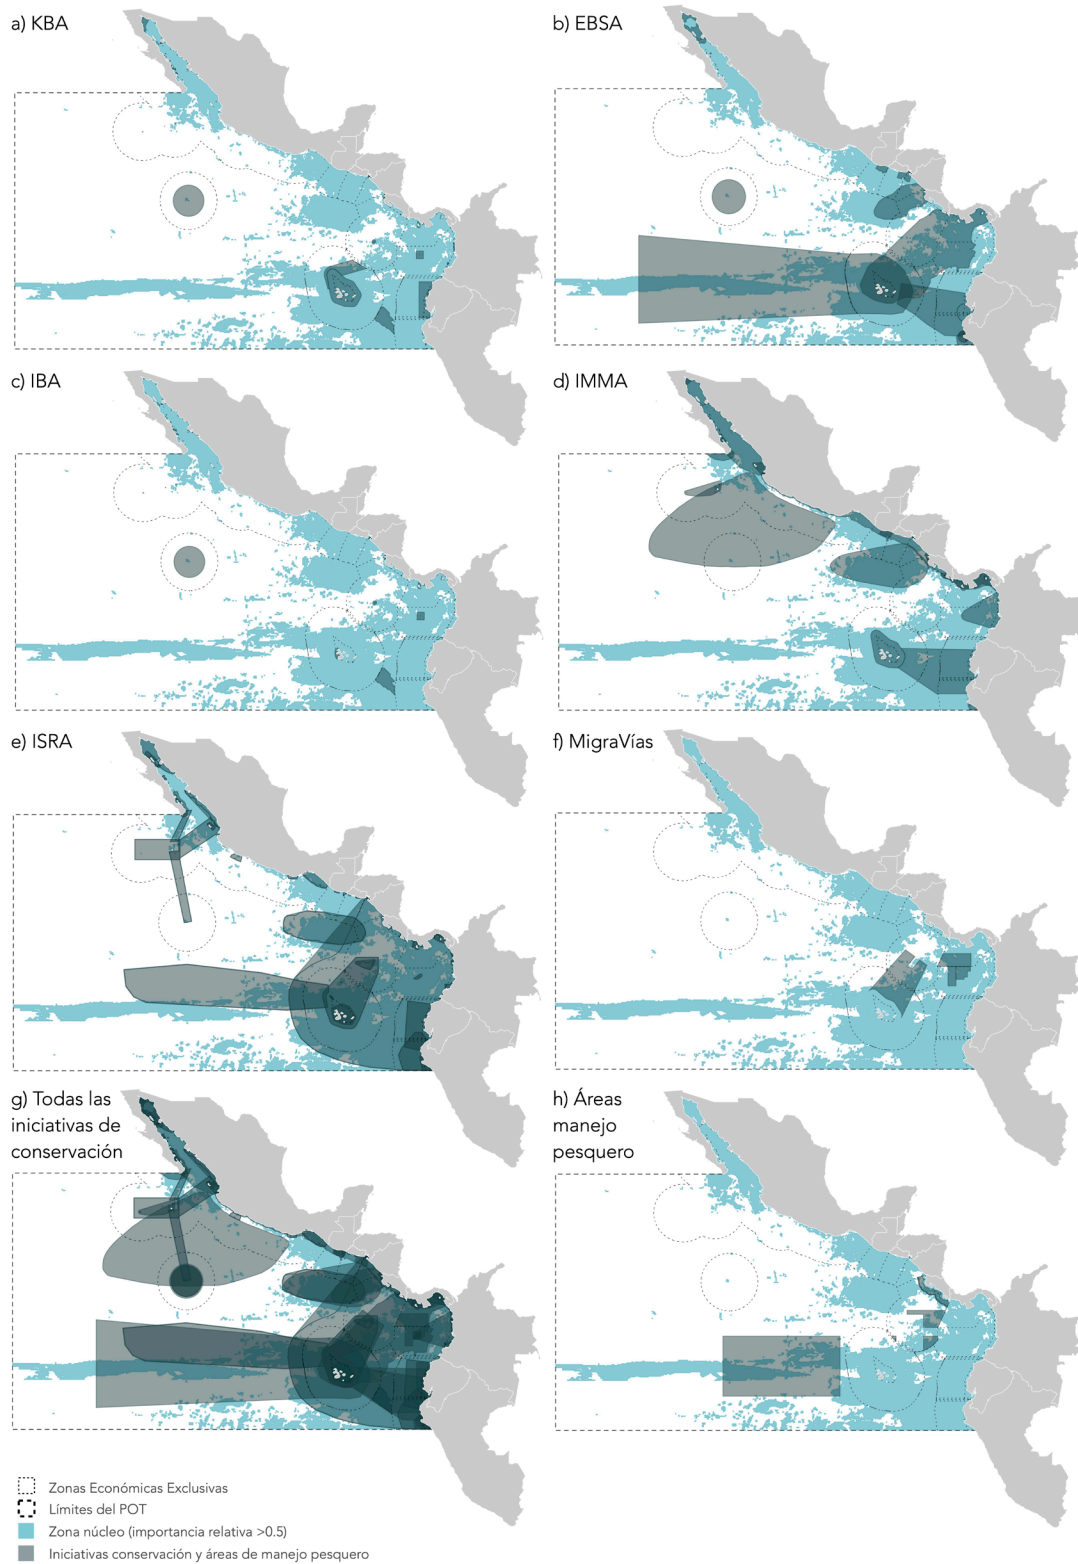 a) KBA
b) EBSA
c) IBA
d) IMMA
e) ISRA
f) MigraVías
g) Todas las
iniciativas de
conservación
h) Áreas
manejo
pesquero
Zonas Económicas Exclusivas
Límites del POT
Zona núcleo (importancia relativa >0.5)
Iniciativas conservación y áreas de manejo pesquero